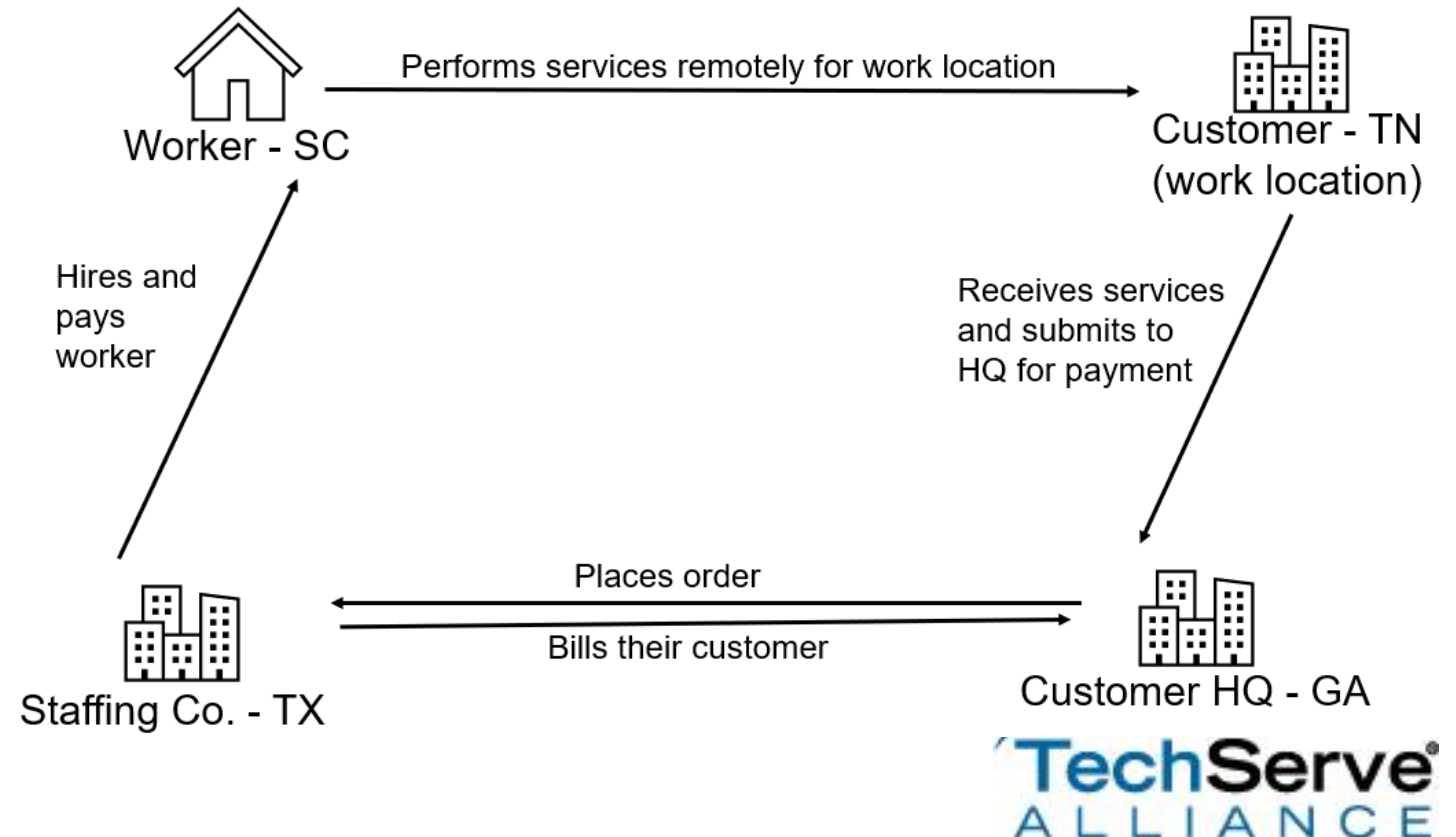 Performs services remotely for work location
Worker - SC
Customer - TN
(work location)
Hires and
pays
worker
Receives services
and submits to
HQ for payment
Places order
Bills their customer
Staffing Co. - TX
Customer HQ - GA
TechServe®
ALLIANCE